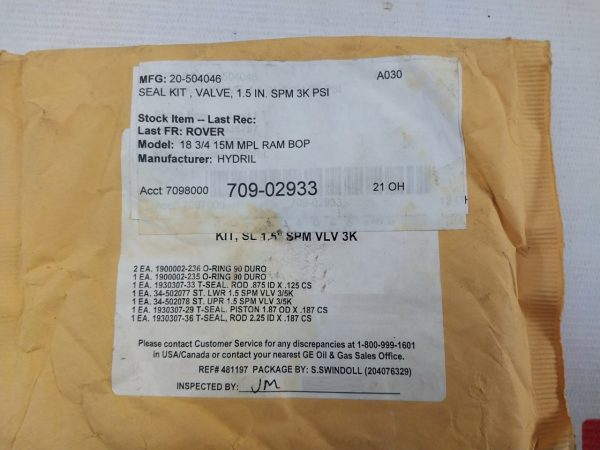 MFG: 20-504046 A030
SEAL KIT , VALVE, 1.5 IN. SPM 3K PSI
Stock Item -- Last Rec:
Last FR: ROVER
Model: 18 3/4 15M MPL RAM BOP
Manufacturer: HYDRIL
Acct 7098000 709-02933 21 OH
KIT, SL 1.5" SPM VLV 3K
2 EA. 1900002-236 O-RING 90 DURO
1 EA. 1900002-235 O-RING 90 DURO
1 EA. 1930307-33 T-SEAL, ROD .875 ID X .125 CS
1 EA. 34-502077 ST. LWR 1.5 SPM VLV 3/5K
1 EA. 34-502078 ST. UPR 1.5 SPM VLV 3/5K
1 EA. 1930307-29 T-SEAL, PISTON 1.87 OD X .187 CS
1 EA. 1930307-36 T-SEAL, ROD 2.25 ID X .187 CS
Please contact Customer Service for any discrepancies at 1-800-999-1601
in USA/Canada or contact your nearest GE Oil & Gas Sales Office.
REF# 481197 PACKAGE BY: S.SWINDOLL (204076329)
INSPECTED BY: JM